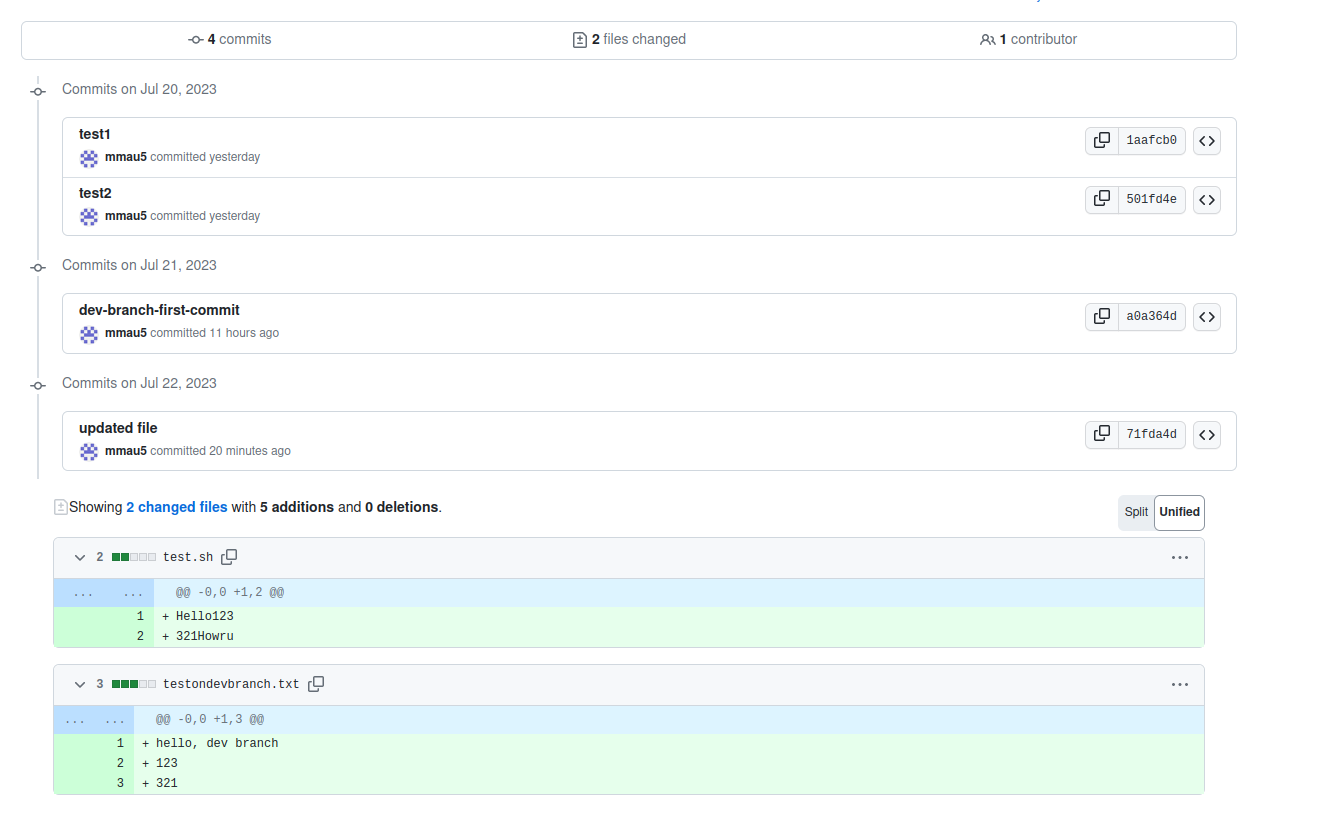 4 commits
2 files changed
1 contributor
Commits on Jul 20, 2023
test1
1aafcb0
mmau5 committed yesterday
test2
501fd4e
mmau5 committed yesterday
Commits on Jul 21, 2023
dev-branch-first-commit
a0a364d
mmau5 committed 11 hours ago
Commits on Jul 22, 2023
updated file
71fda4d
mmau5 committed 20 minutes ago
Showing 2 changed files with 5 additions and 0 deletions.
Split Unified
2 test.sh
... ... @@ -0,0 +1,2 @@
1 + Hello123
2 + 321Howru
3 testondevbranch.txt
... ... @@ -0,0 +1,3 @@
1 + hello, dev branch
2 + 123
3 + 321